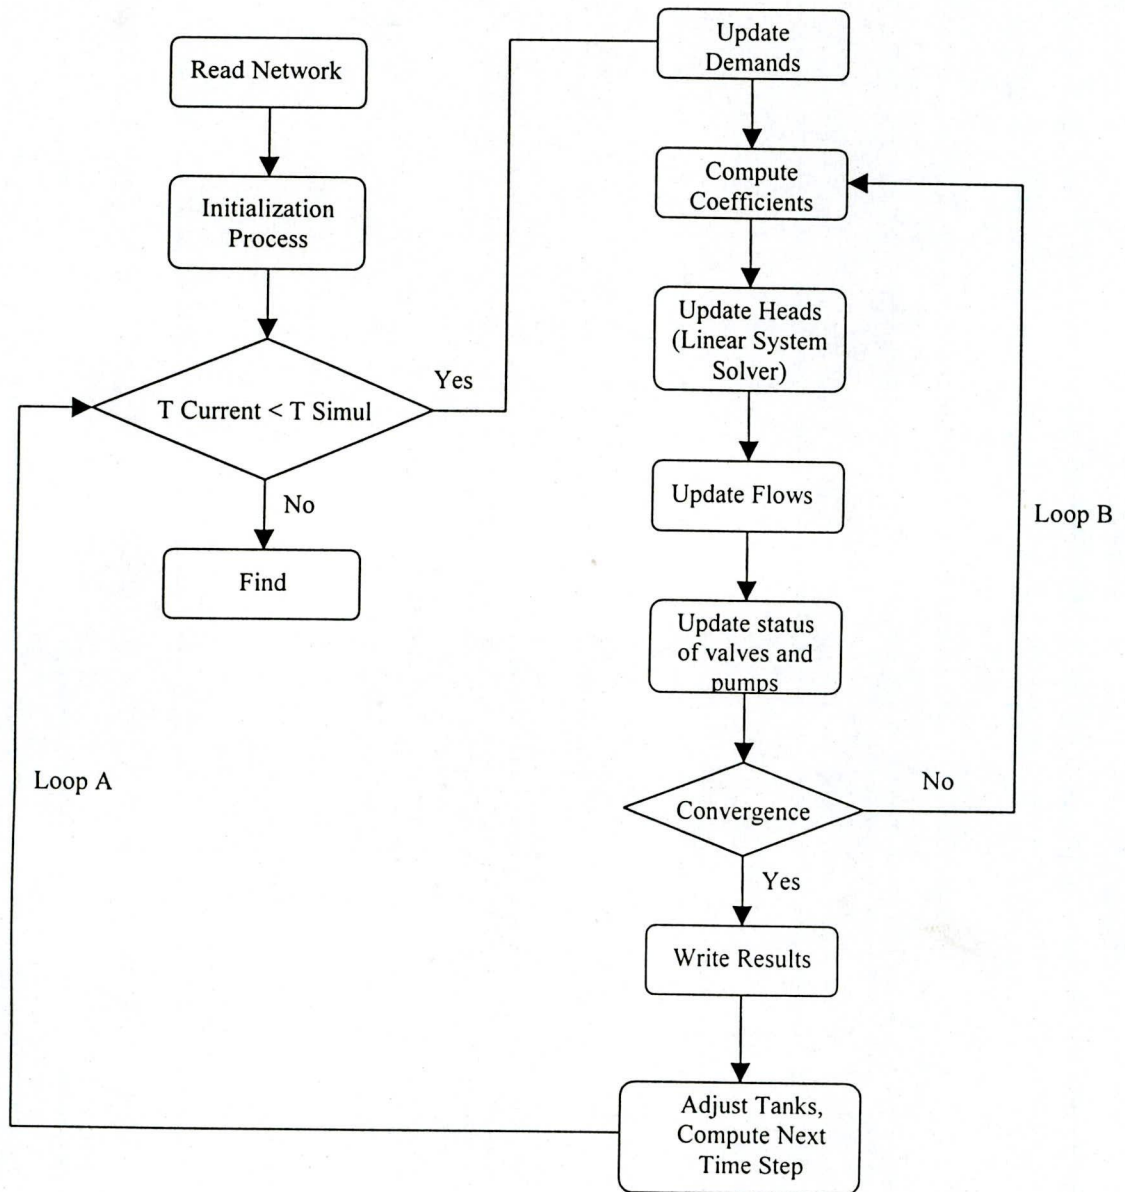 Read Network
Initialization
Process
T Current < T Simul
Yes
No
Find
Loop A
Update
Demands
Compute
Coefficients
Update Heads
(Linear System
Solver)
Update Flows
Update status
of valves and
pumps
Convergence
No
Loop B
Yes
Write Results
Adjust Tanks,
Compute Next
Time Step